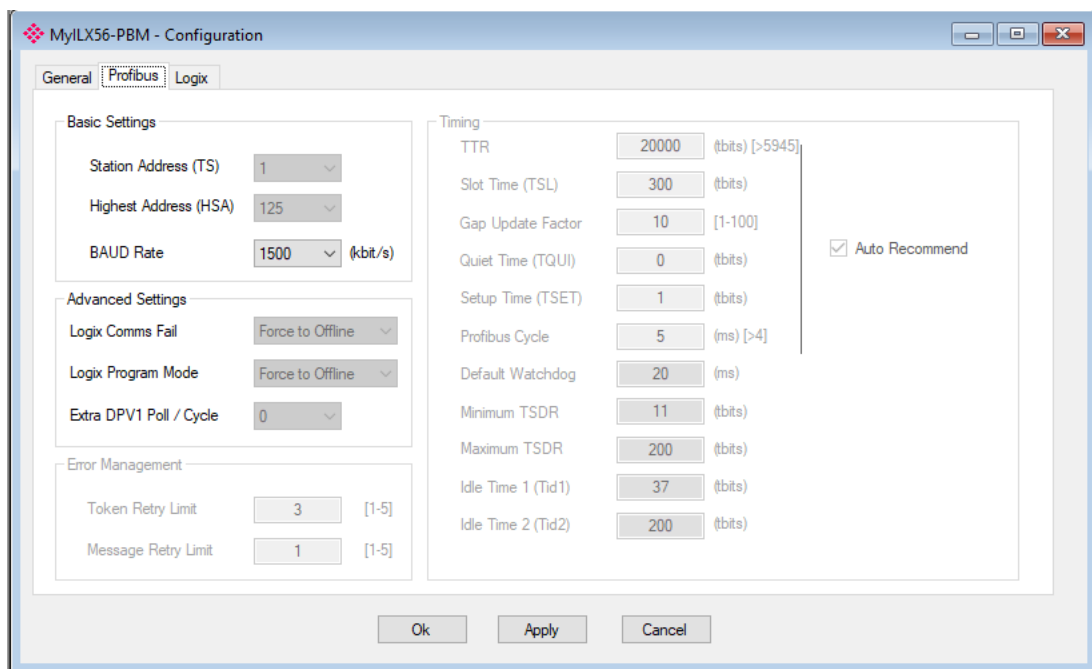 MyILX56-PBM - Configuration
General Profibus Logix
Basic Settings
Station Address (TS) 1
Highest Address (HSA) 125
BAUD Rate 1500 (kbit/s)
Advanced Settings
Logix Comms Fail Force to Offline
Logix Program Mode Force to Offline
Extra DPV1 Poll / Cycle 0
Error Management
Token Retry Limit 3 [1-5]
Message Retry Limit 1 [1-5]
Timing
TTR 20000 (tbits) [>5945]
Slot Time (TSL) 300 (tbits)
Gap Update Factor 10 [1-100]
Quiet Time (TQUI) 0 (tbits)
Setup Time (TSET) 1 (tbits)
Profibus Cycle 5 (ms) [>4]
Default Watchdog 20 (ms)
Minimum TSDR 11 (tbits)
Maximum TSDR 200 (tbits)
Idle Time 1 (Tid1) 37 (tbits)
Idle Time 2 (Tid2) 200 (tbits)
Auto Recommend
Ok Apply Cancel